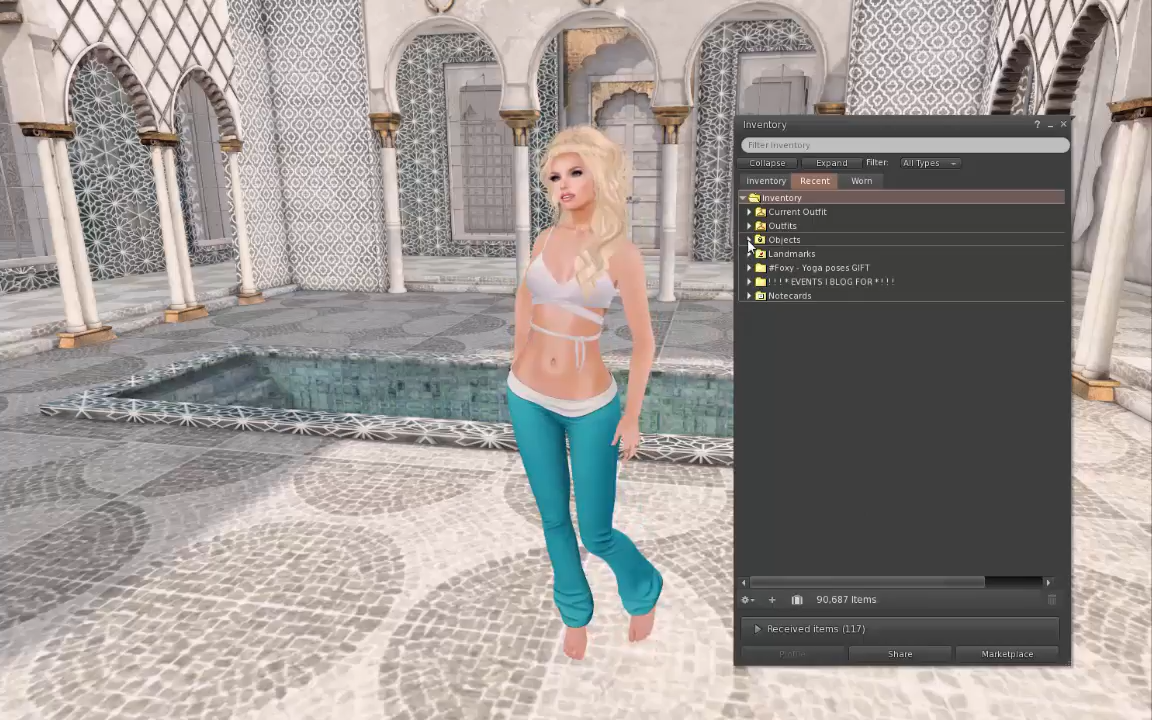 Inventory
Filter Inventory
Collapse Expand Filter: All Types
Inventory Recent Worn
Inventory
Current Outfit
Outfits
Objects
Landmarks
#Foxy - Yoga poses GIFT
! ! ! * EVENTS I BLOG FOR * ! ! !
Notecards
90,687 Items
Received items (117)
Profile Share Marketplace